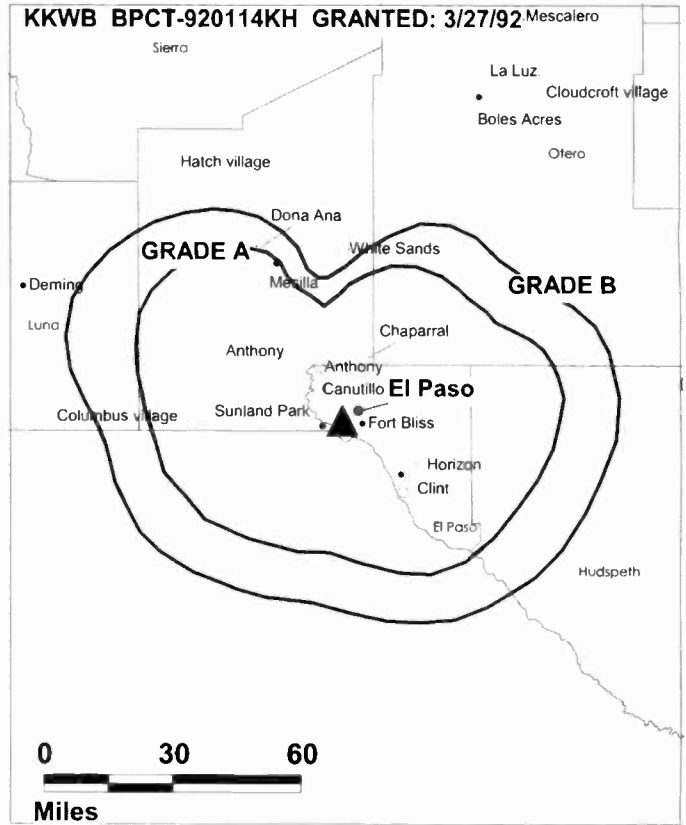 KKWB BPCT-920114KH GRANTED: 3/27/92
Mescalero
Sierra
La Luz
Cloudcroft village
Boles Acres
Otero
Hatch village
Dona Ana
GRADE A
White Sands
Mesilla
Deming
GRADE B
Luna
Chaparral
Anthony
Anthony
Canutillo
El Paso
Columbus village
Sunland Park
Fort Bliss
Horizon
Clint
El Paso
Hudspeth
0 30 60
Miles